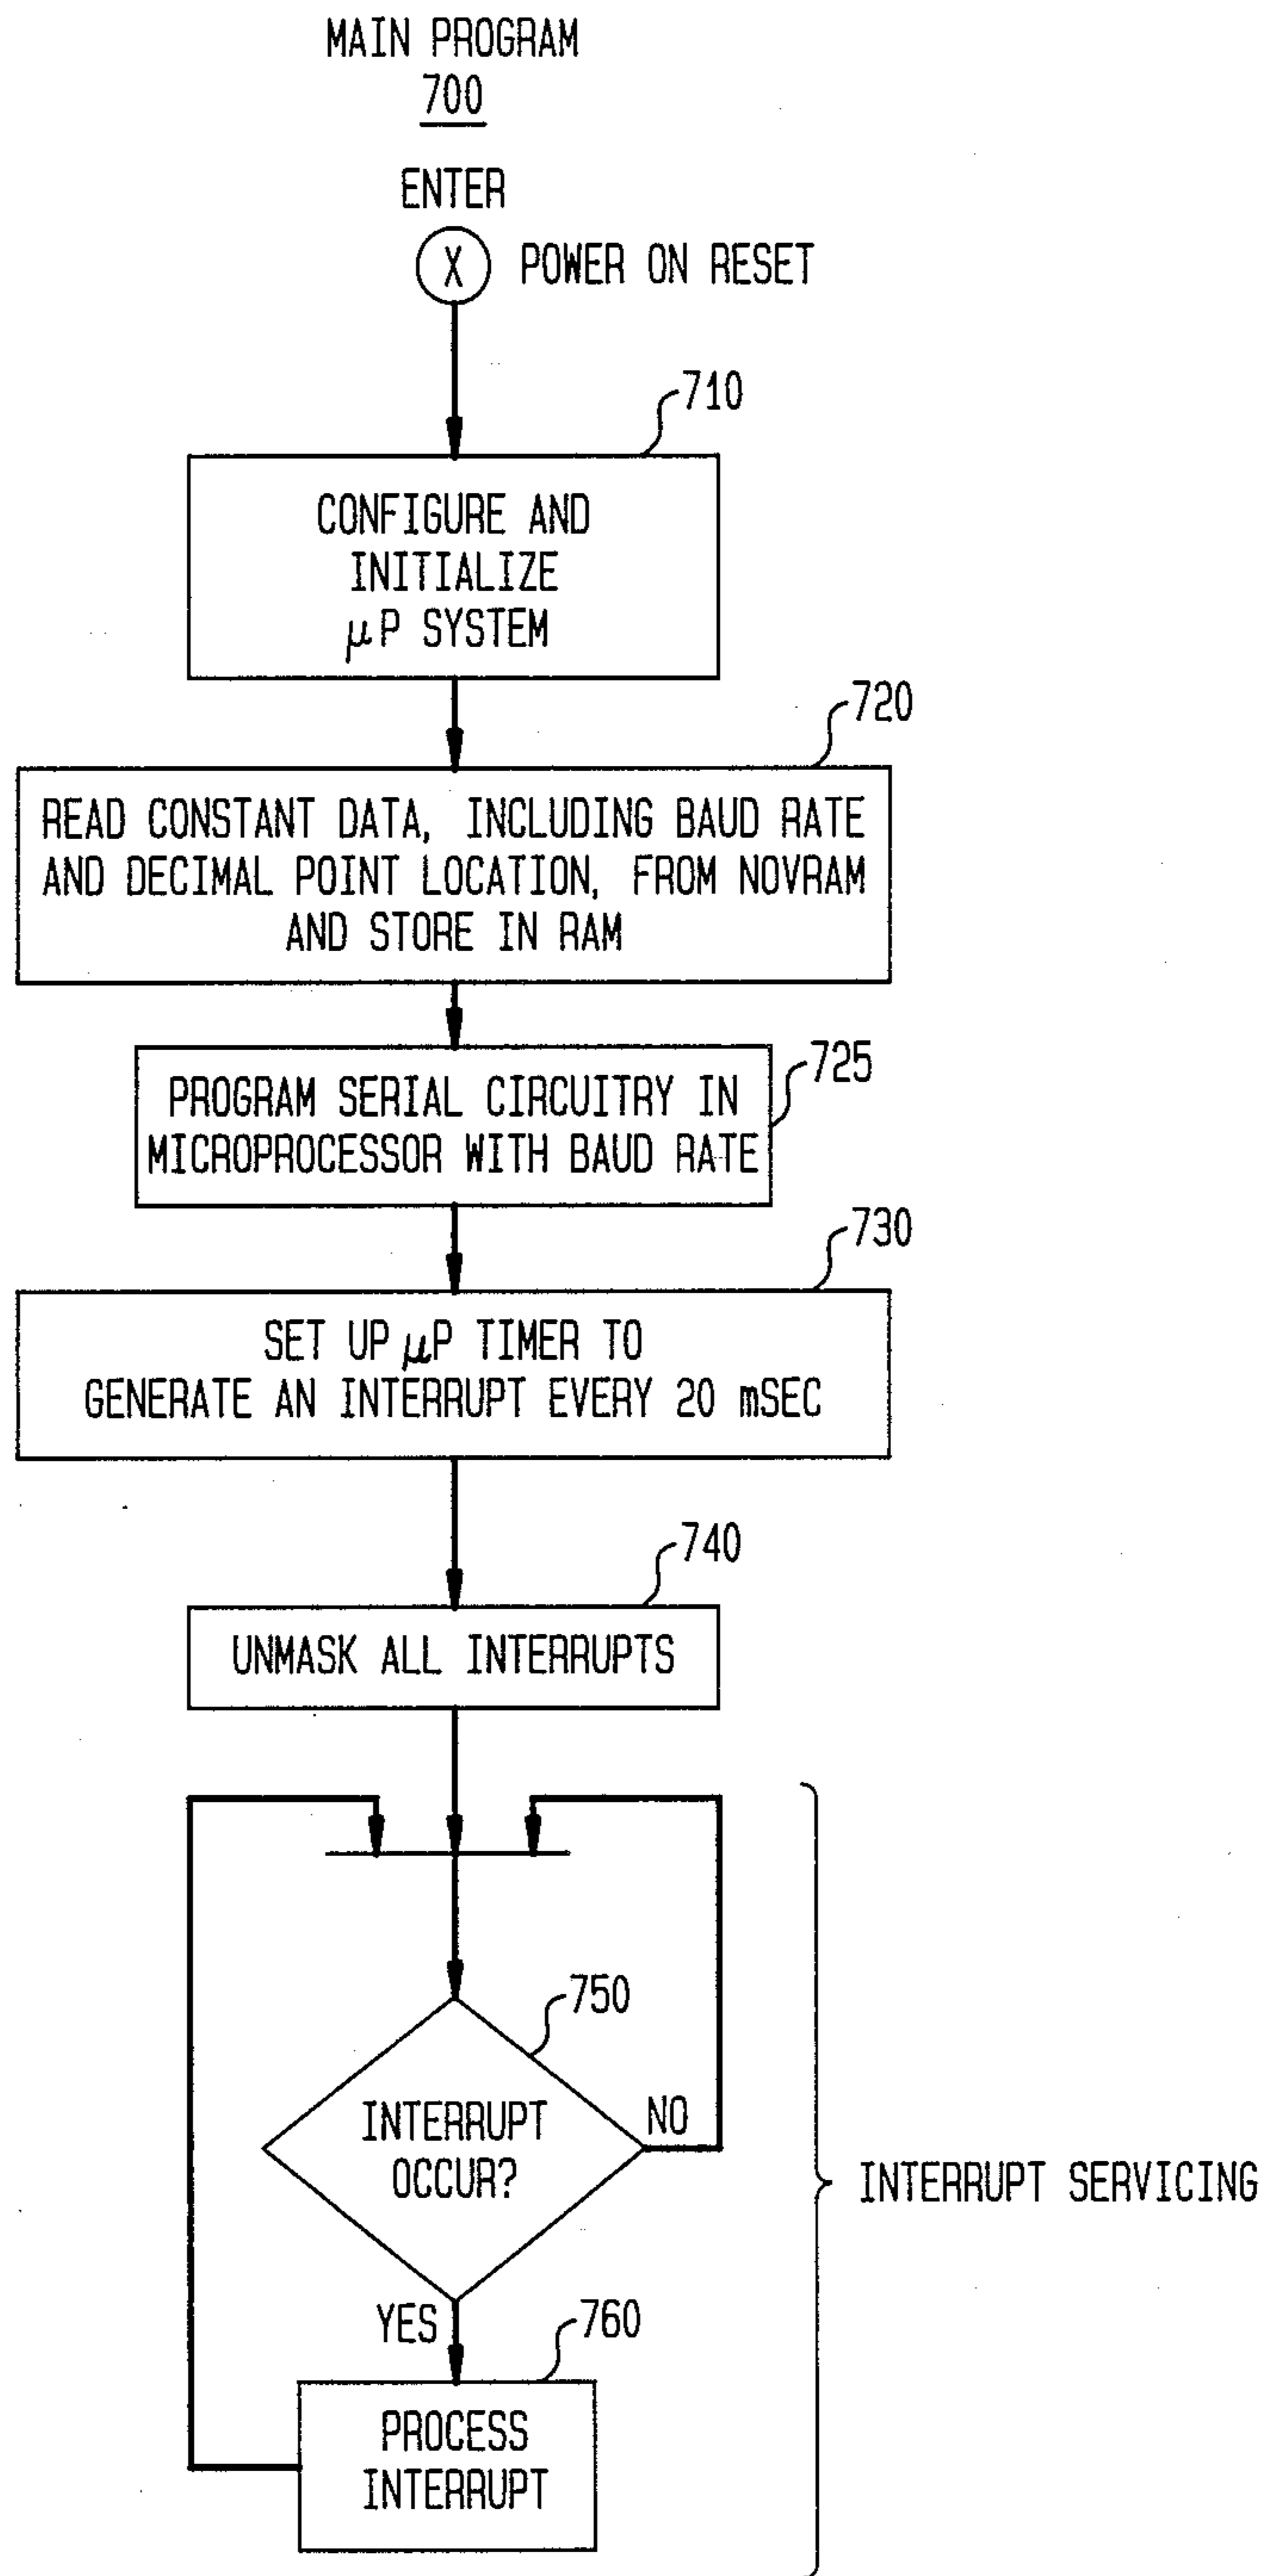 MAIN PROGRAM
700
ENTER
X POWER ON RESET
710
CONFIGURE AND
INITIALIZE
μP SYSTEM
720
READ CONSTANT DATA, INCLUDING BAUD RATE
AND DECIMAL POINT LOCATION, FROM NOVRAM
AND STORE IN RAM
725
PROGRAM SERIAL CIRCUITRY IN
MICROPROCESSOR WITH BAUD RATE
730
SET UP μP TIMER TO
GENERATE AN INTERRUPT EVERY 20 mSEC
740
UNMASK ALL INTERRUPTS
750
INTERRUPT
OCCUR?
NO
INTERRUPT SERVICING
YES
760
PROCESS
INTERRUPT